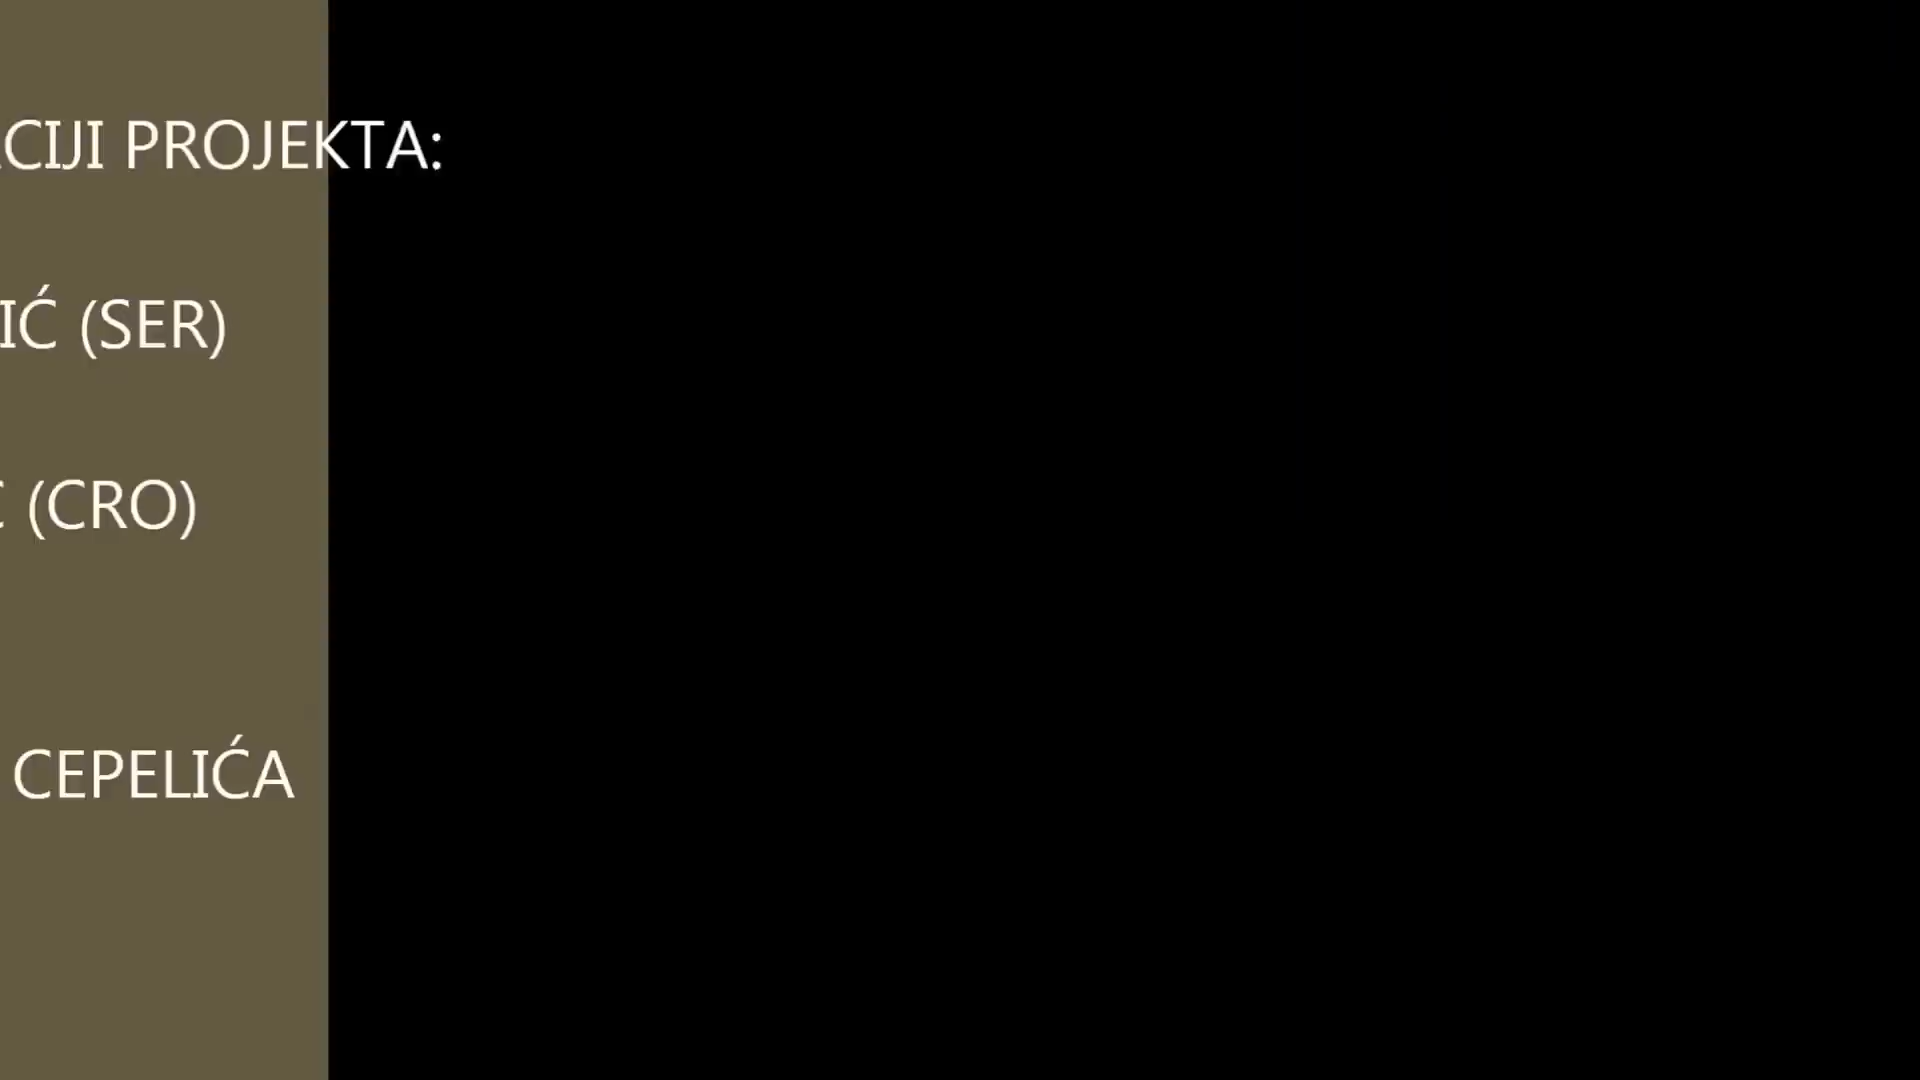 CIJI PROJEKTA:
IĆ (SER)
(CRO)
CEPELIĆA